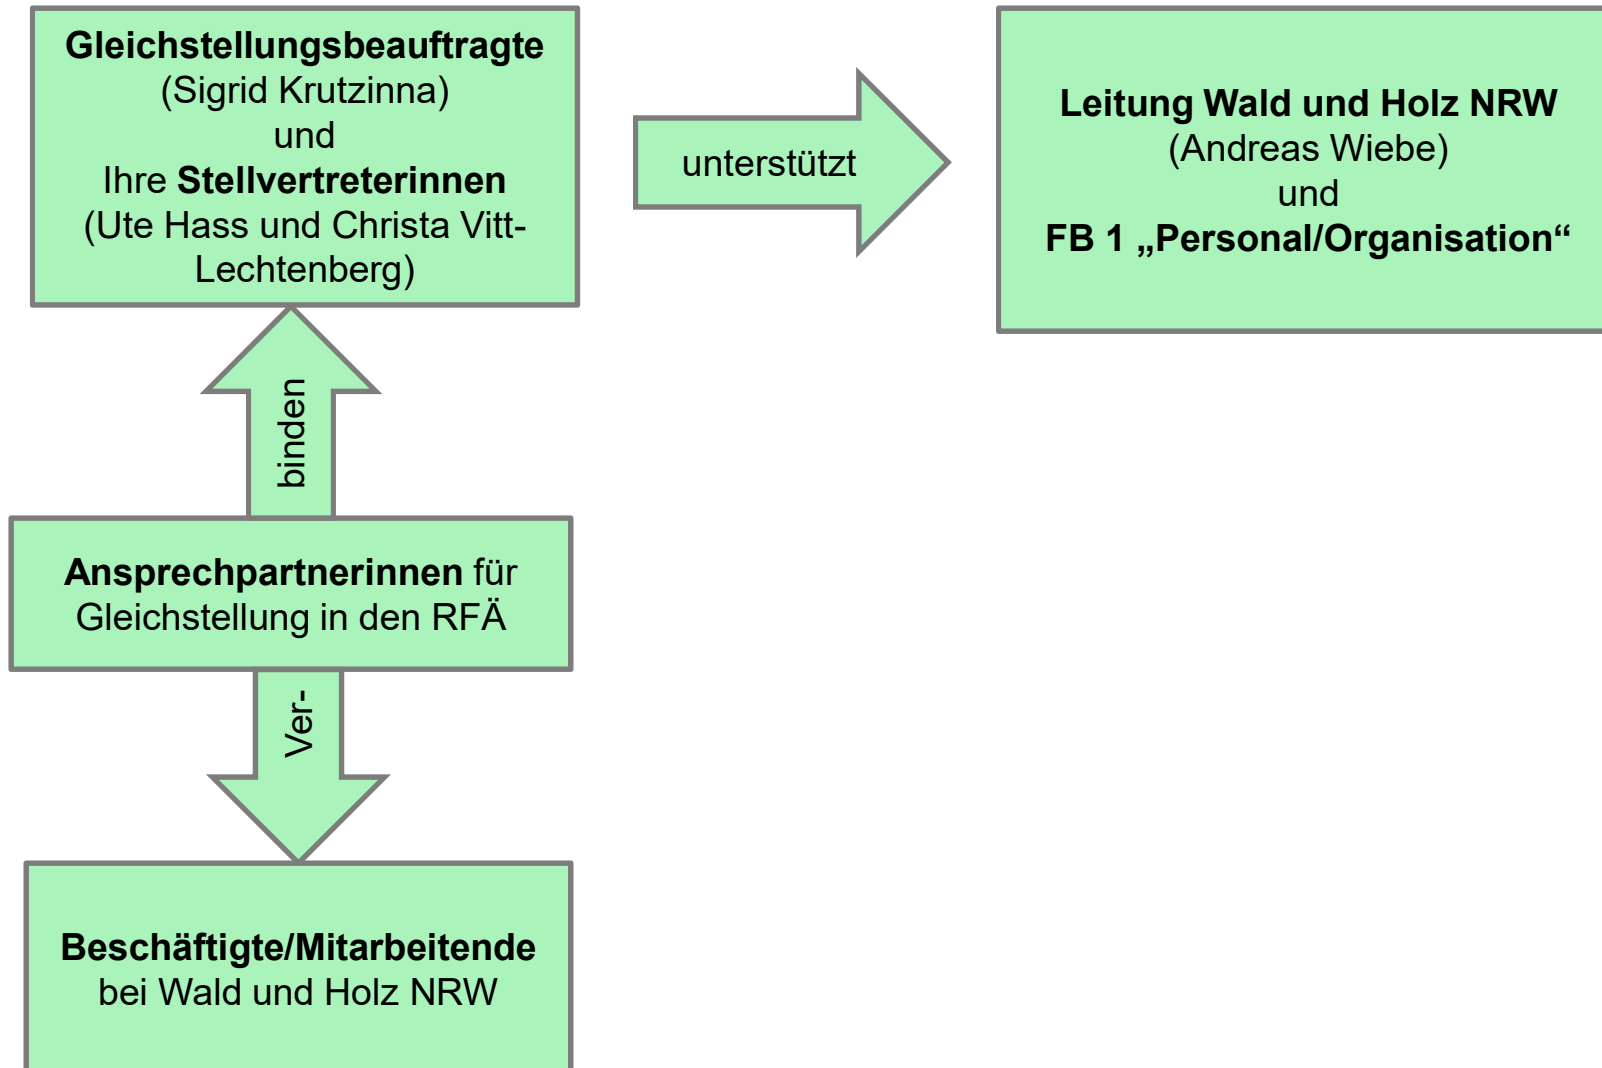 Gleichstellungsbeauftragte
(Sigrid Krutzinna)
und
Ihre Stellvertreterinnen
(Ute Hass und Christa Vitt-
Lechtenberg)
unterstützt
Leitung Wald und Holz NRW
(Andreas Wiebe)
und
FB 1 „Personal/Organisation“
binden
Ansprechpartnerinnen für
Gleichstellung in den RFÄ
Ver-
Beschäftigte/Mitarbeitende
bei Wald und Holz NRW